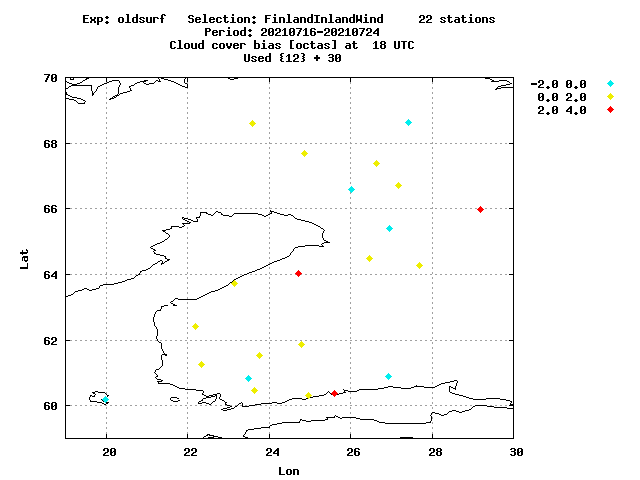 Exp: oldsurf   Selection: FinlandInlandWind     22 stations
Period: 20210716-20210724
Cloud cover bias [octas] at  18 UTC
Used {12} + 30
-2.0 0.0
0.0 2.0
2.0 4.0
70
68
66
64
62
60
Lat
20 22 24 26 28 30
Lon